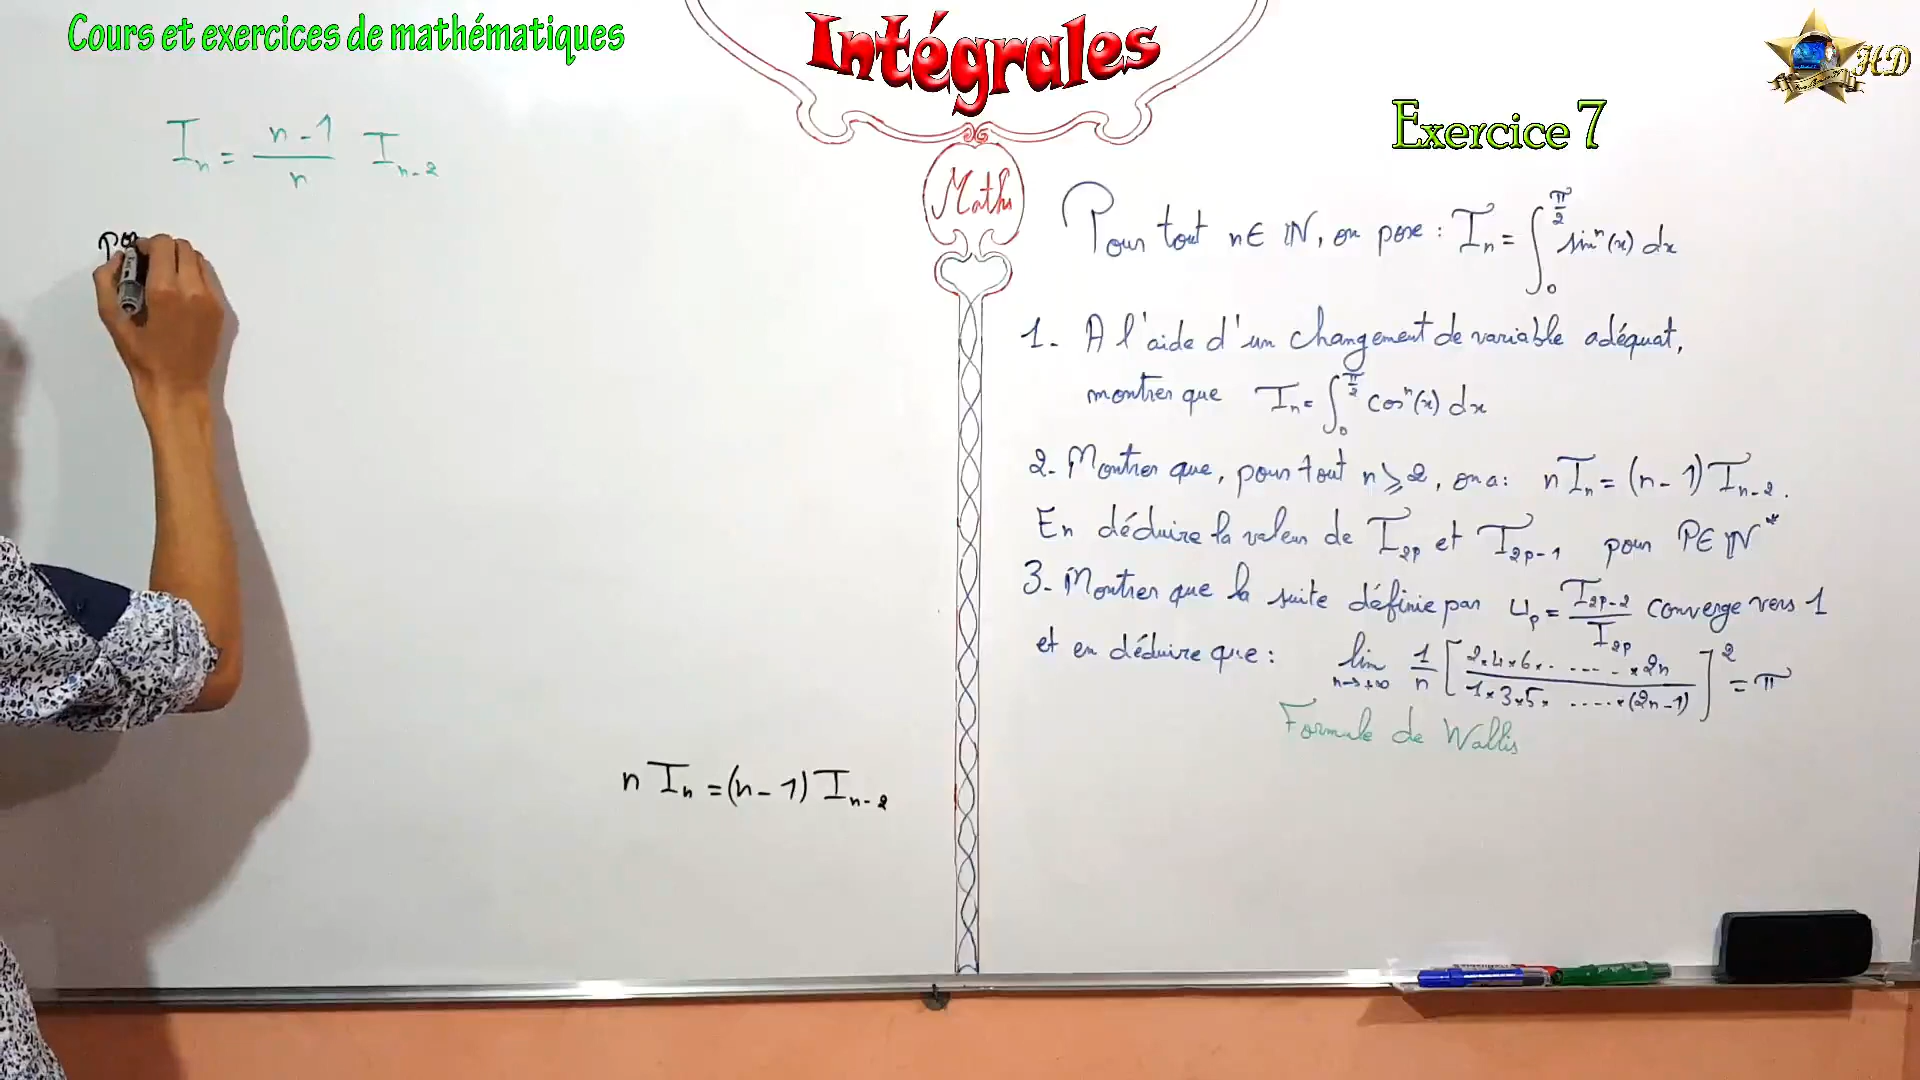 Cours et exercices de mathématiques
Intégrales
HD
Exercice 7
Iₙ = (n-1)/n Iₙ₋₂
n Iₙ = (n-1) Iₙ₋₂
Maths
Pour tout n∈ℕ, on pose : Iₙ = ∫₀^(π/2) sinⁿ(x) dx
1- A l'aide d'un changement de variable adéquat,
montrer que Iₙ = ∫₀^(π/2) cosⁿ(x) dx
2- Montrer que, pour tout n ⩾ 2, on a : n Iₙ = (n-1) Iₙ₋₂.
En déduire la valeur de I₂ₚ et I₂ₚ₋₁ pour P∈ℕ*
3- Montrer que la suite définie par Uₚ = I₂ₚ₋₂/I₂ₚ converge vers 1
et en déduire que : lim n→+∞ 1/n [2×4×6×.....×2n / 1×3×5×.....×(2n-1)]² = π
Formule de Wallis